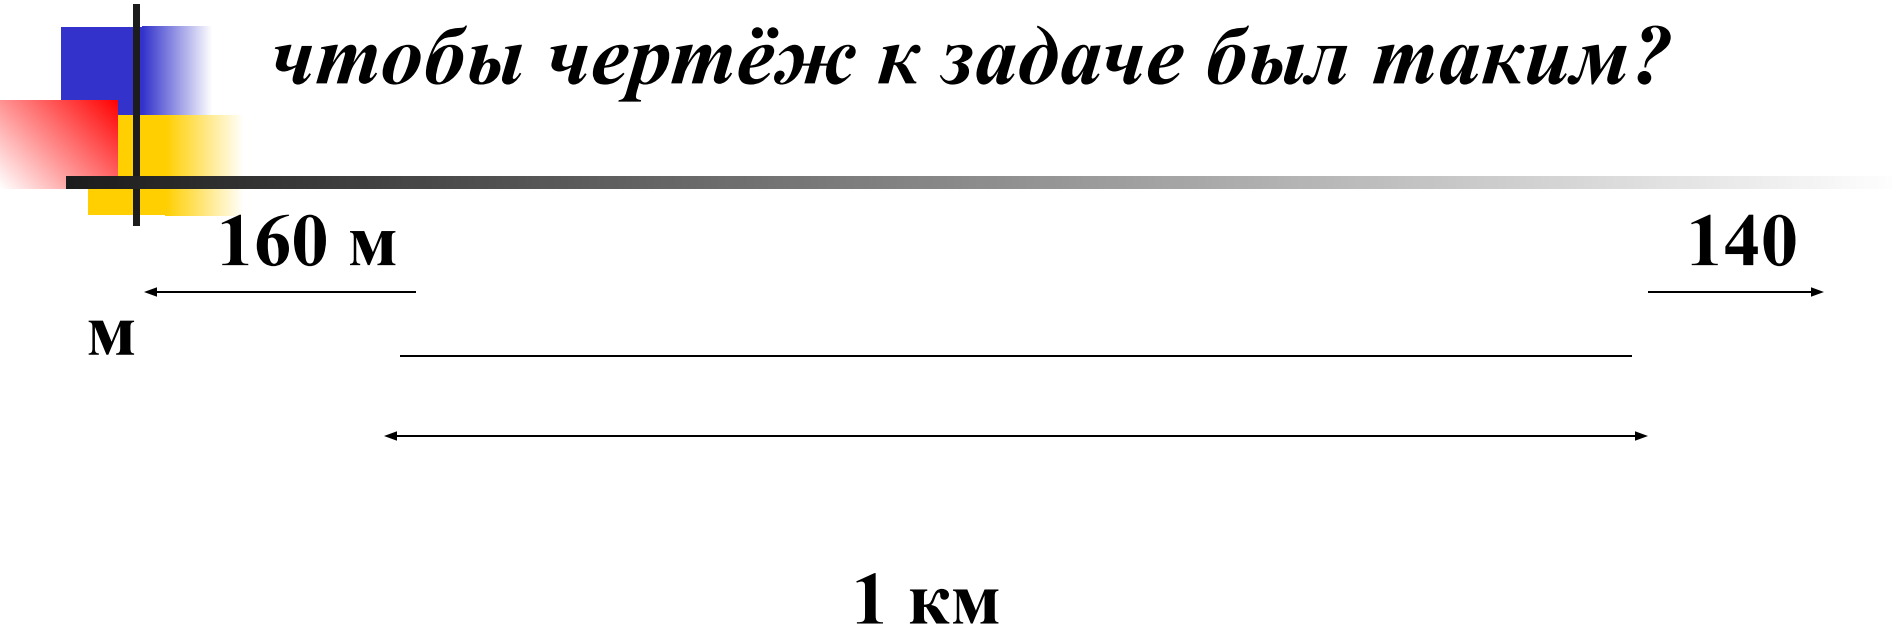 чтобы чертёж к задаче был таким?
160 м 140
м
1 км